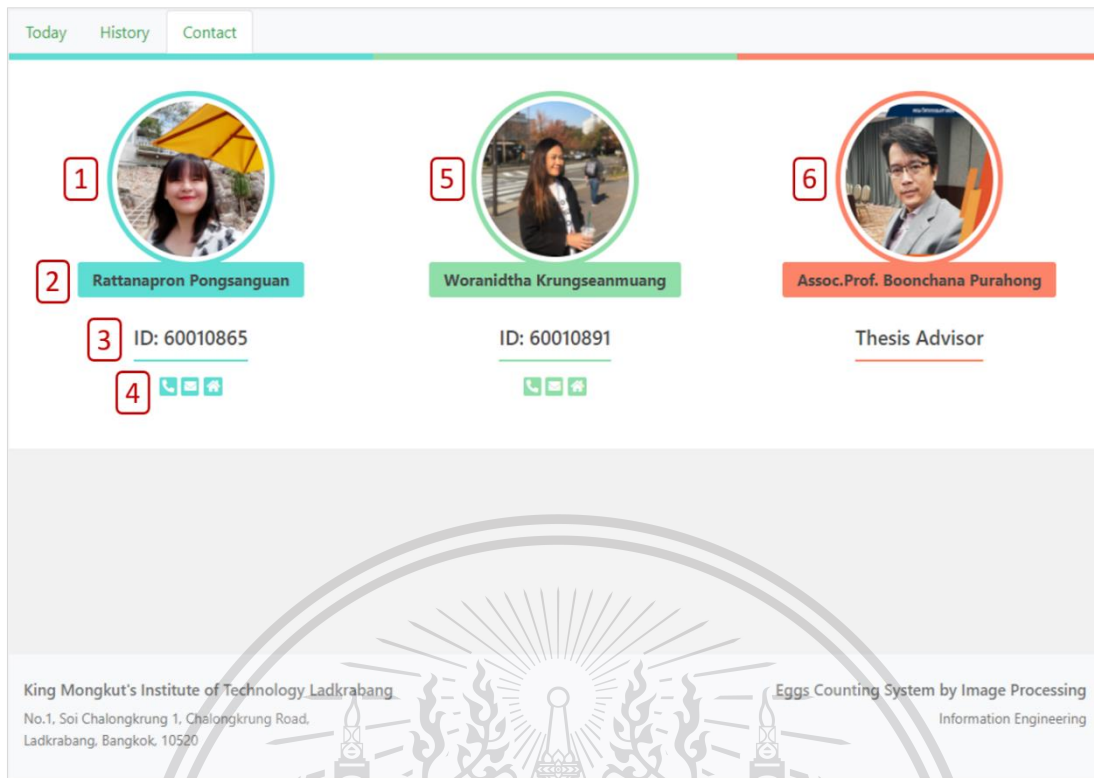 Today History Contact
1 5 6
2 Rattanapron Pongsanguan Woranidtha Krungseanmuang Assoc.Prof. Boonchana Purahong
3 ID: 60010865 ID: 60010891 Thesis Advisor
4
King Mongkut's Institute of Technology Ladkrabang Eggs Counting System by Image Processing
No.1, Soi Chalongkrung 1, Chalongkrung Road, Information Engineering
Ladkrabang, Bangkok, 10520